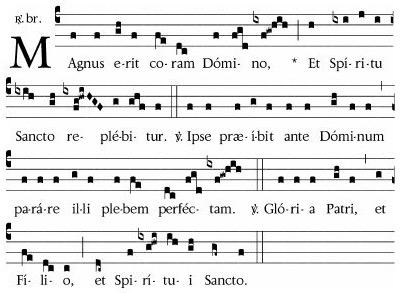 ℟. br.
MAgnus e-rit co-ram Dómi-no, * Et Spí-ri-tu
Sancto re-plé-bi-tur. ℣. Ipse præ-í-bit ante Dómi-num
pa-rá-re il-li ple-bem perféc-tam. ℣. Gló-ri-a Patri, et
Fí-li-o, et Spi-rí-tu-i Sancto.